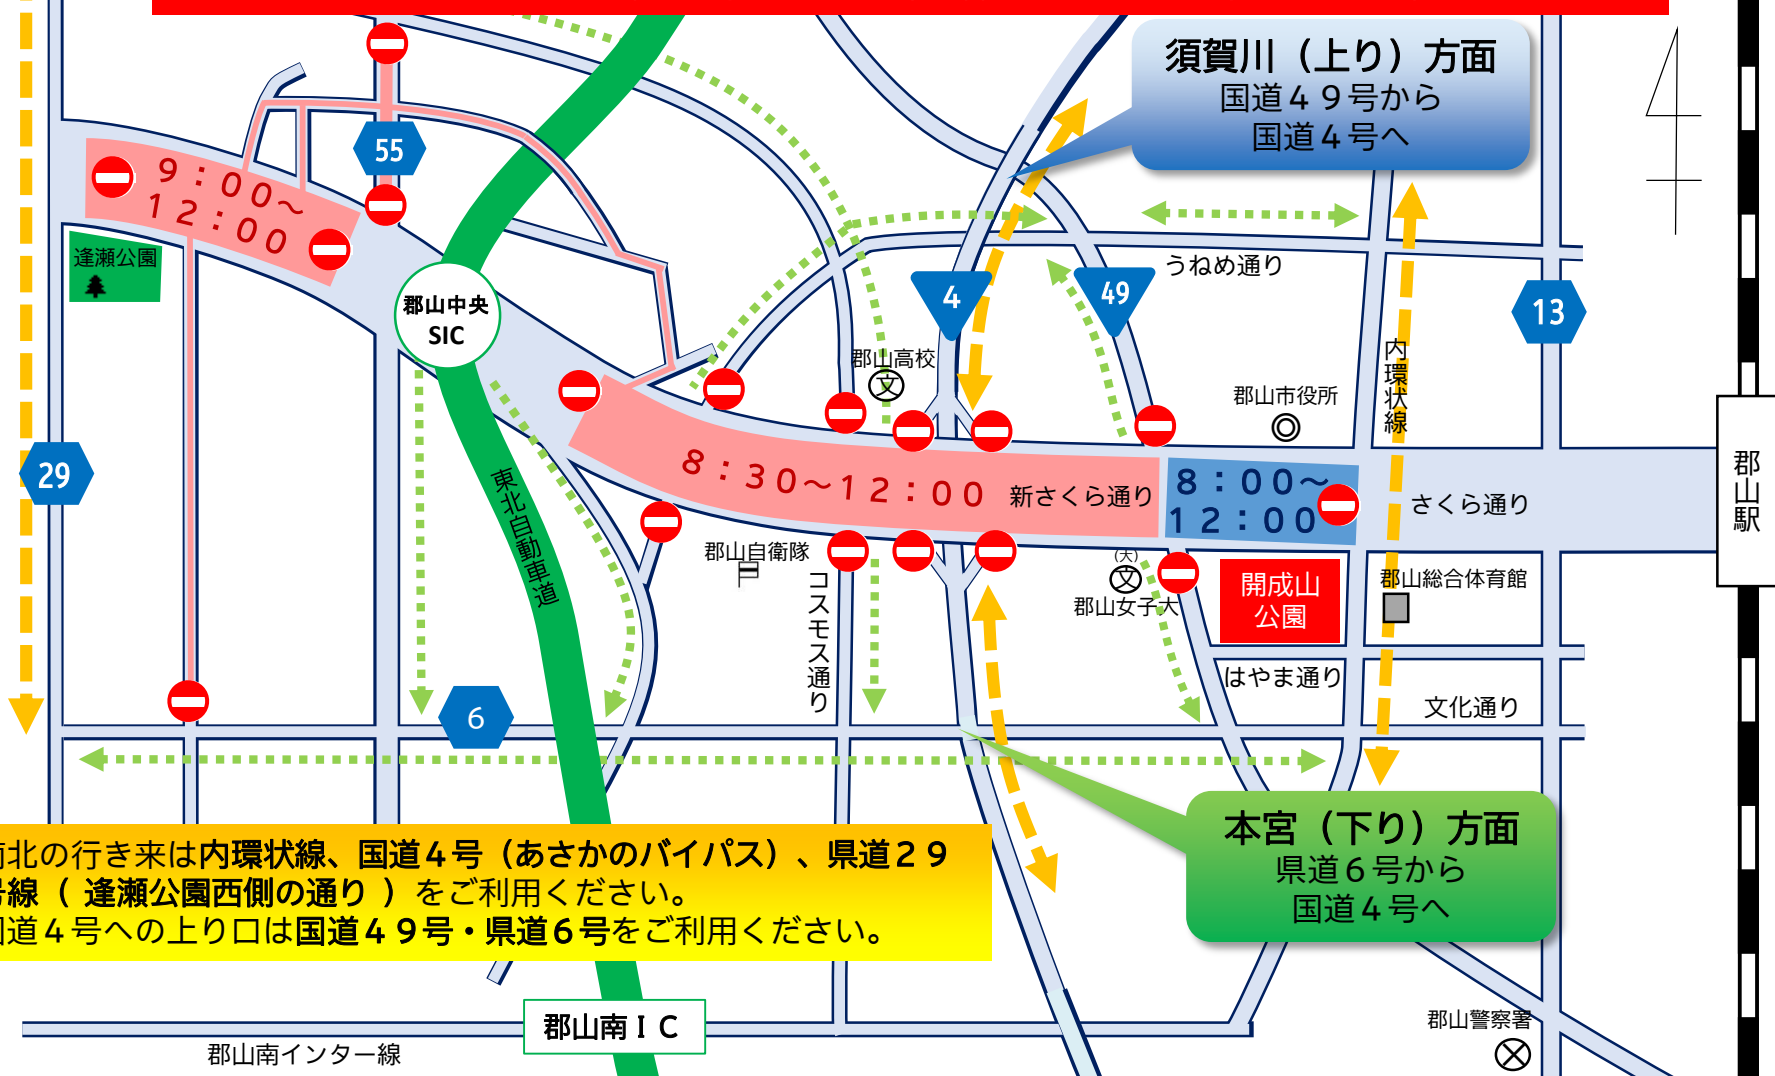 須賀川（上り）方面
国道４９号から
国道４号へ
55
９：００～
１２：００
逢瀬公園
郡山中央
SIC
4
49
うねめ通り
13
内環状線
郡山高校
文
郡山市役所
29
８：３０～１２：００
新さくら通り
８：００～
１２：００
さくら通り
郡山駅
東北自動車道
郡山自衛隊
コスモス通り
(大)
文
郡山女子大
開成山
公園
郡山総合体育館
はやま通り
文化通り
6
南北の行き来は内環状線、国道４号（あさかのバイパス）、県道２９
号線（ 逢瀬公園西側の通り ）をご利用ください。
国道４号への上り口は国道４９号・県道６号をご利用ください。
本宮（下り）方面
県道６号から
国道４号へ
郡山南ＩＣ
郡山南インター線
郡山警察署